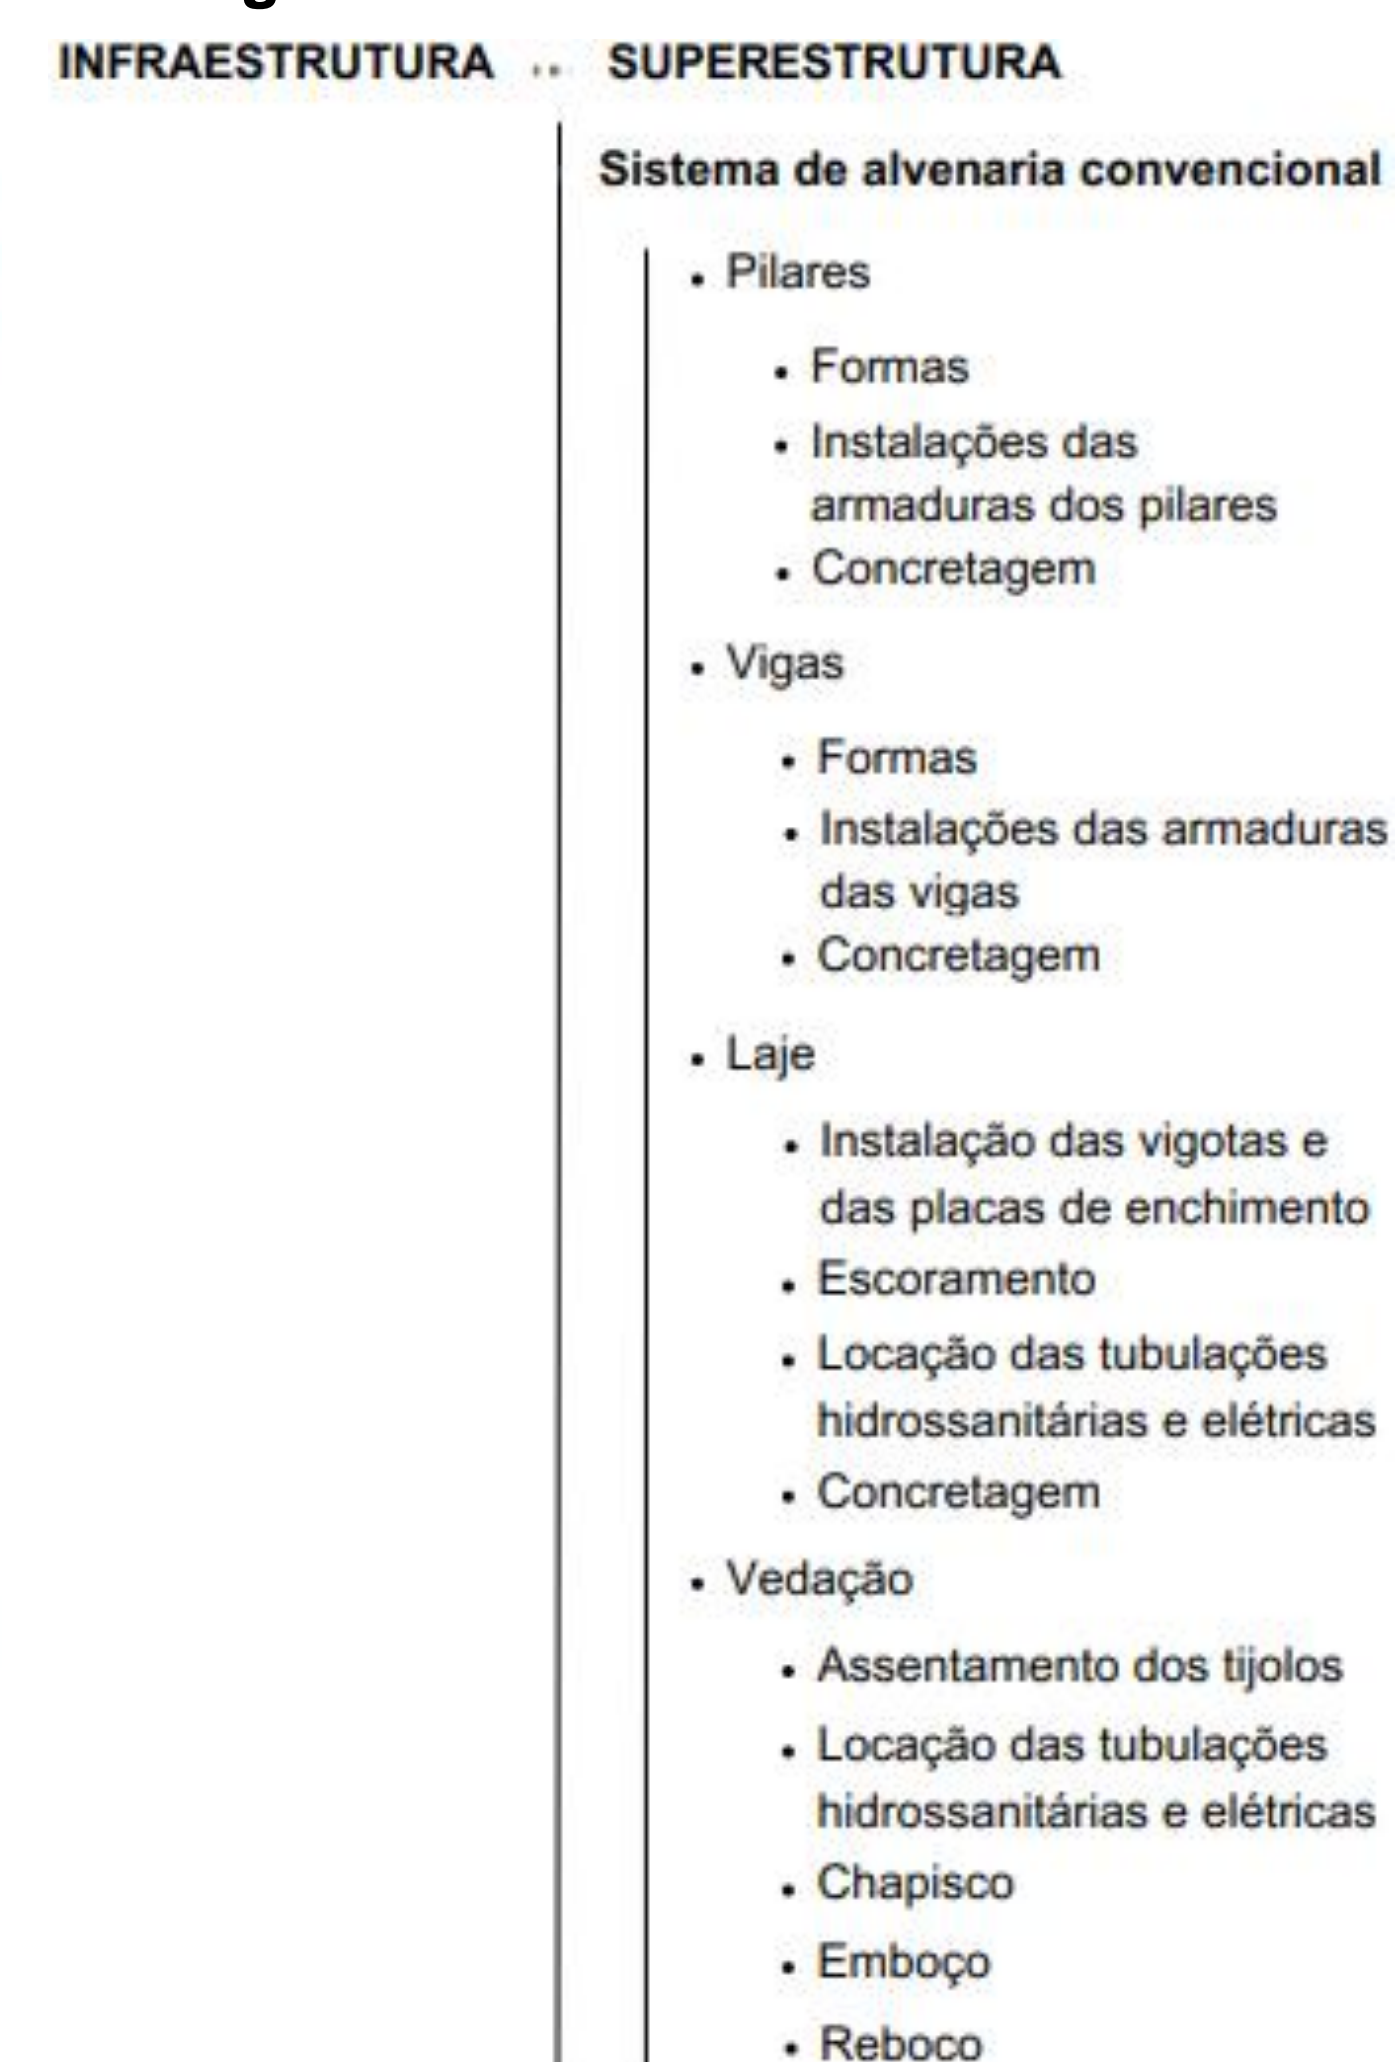 INFRAESTRUTURA .. SUPERESTRUTURA
Sistema de alvenaria convencional
• Pilares
• Formas
• Instalações das
armaduras dos pilares
• Concretagem
• Vigas
• Formas
• Instalações das armaduras
das vigas
• Concretagem
• Laje
• Instalação das vigotas e
das placas de enchimento
• Escoramento
• Locação das tubulações
hidrossanitárias e elétricas
• Concretagem
• Vedação
• Assentamento dos tijolos
• Locação das tubulações
hidrossanitárias e elétricas
• Chapisco
• Emboço
• Reboco